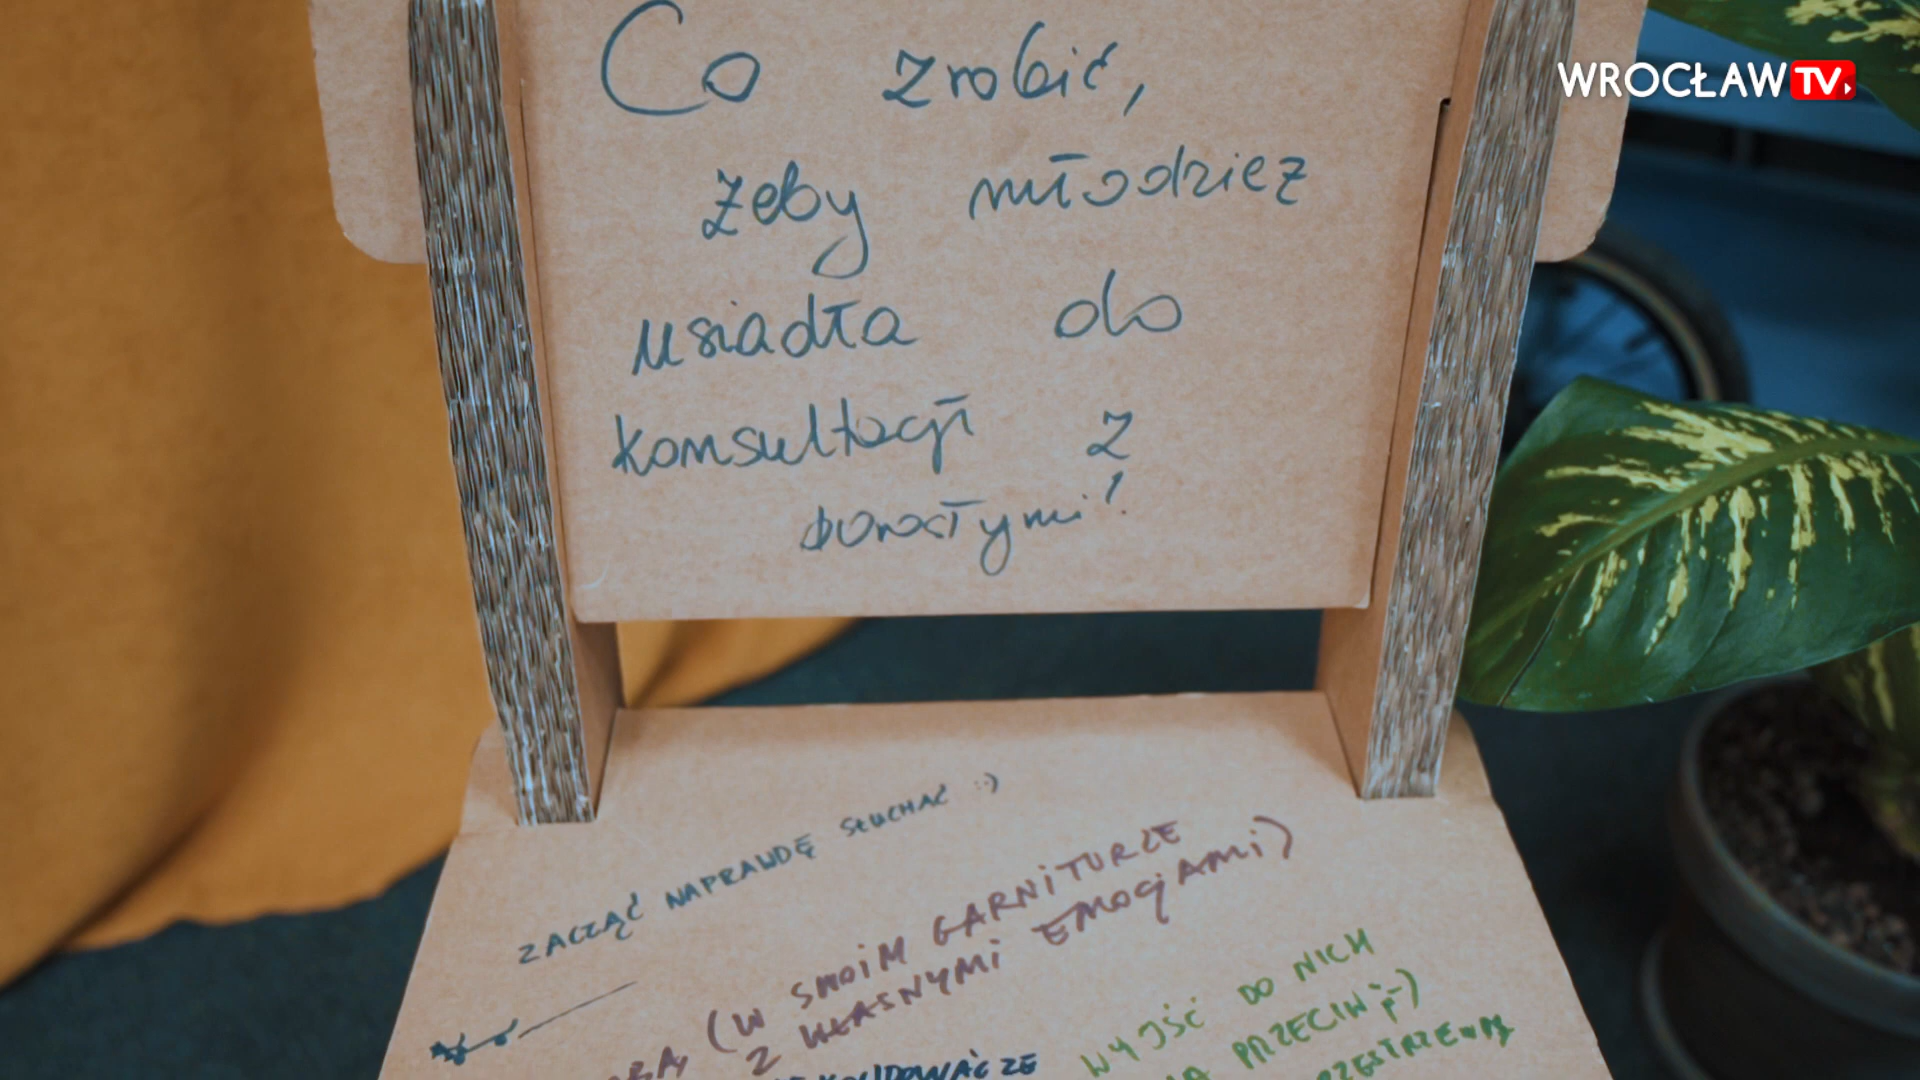 WROCŁAW TV
Co zrobić,
żeby młodzież
usiadła do
konsultacji z
dorosłymi!
ZACZĄĆ NAPRAWDĘ SŁUCHAĆ :)
(W SWOIM GARNITURZE
Z WŁASNYMI EMOCJAMI)
WYJŚĆ DO NICH
PRZECIW ;-)